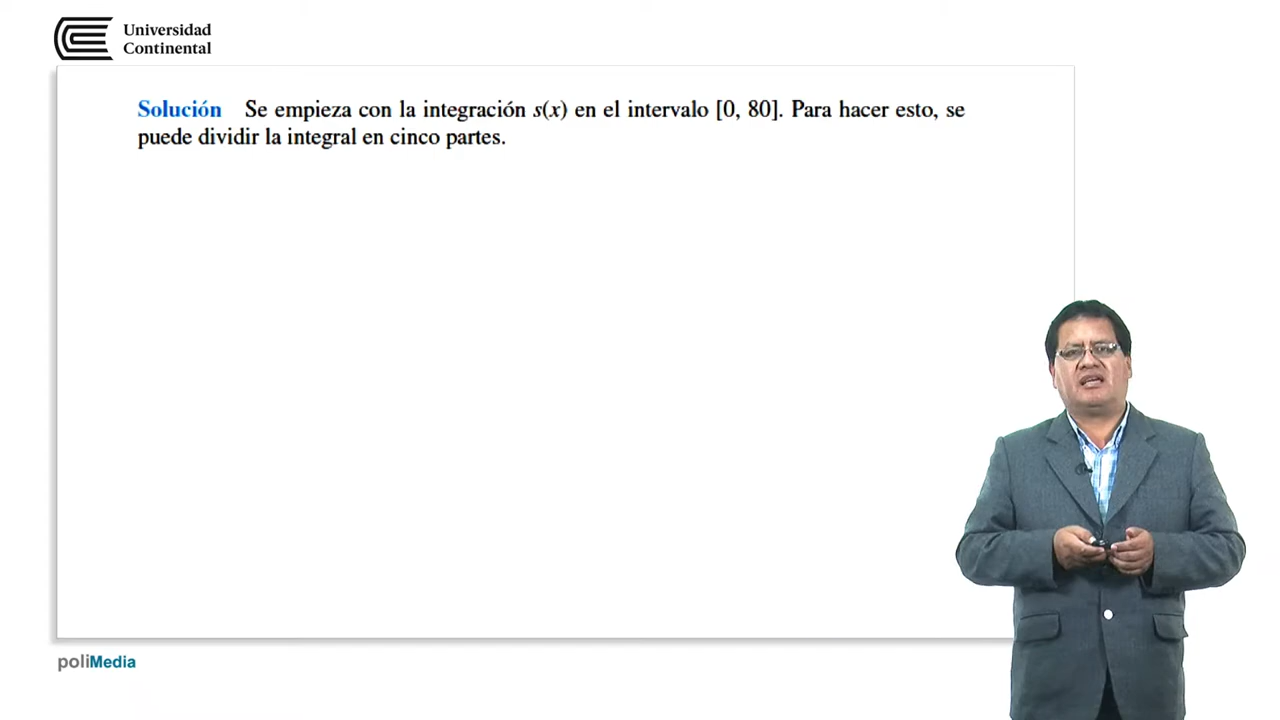 Universidad
Continental
Solución Se empieza con la integración s(x) en el intervalo [0, 80]. Para hacer esto, se
puede dividir la integral en cinco partes.
poliMedia